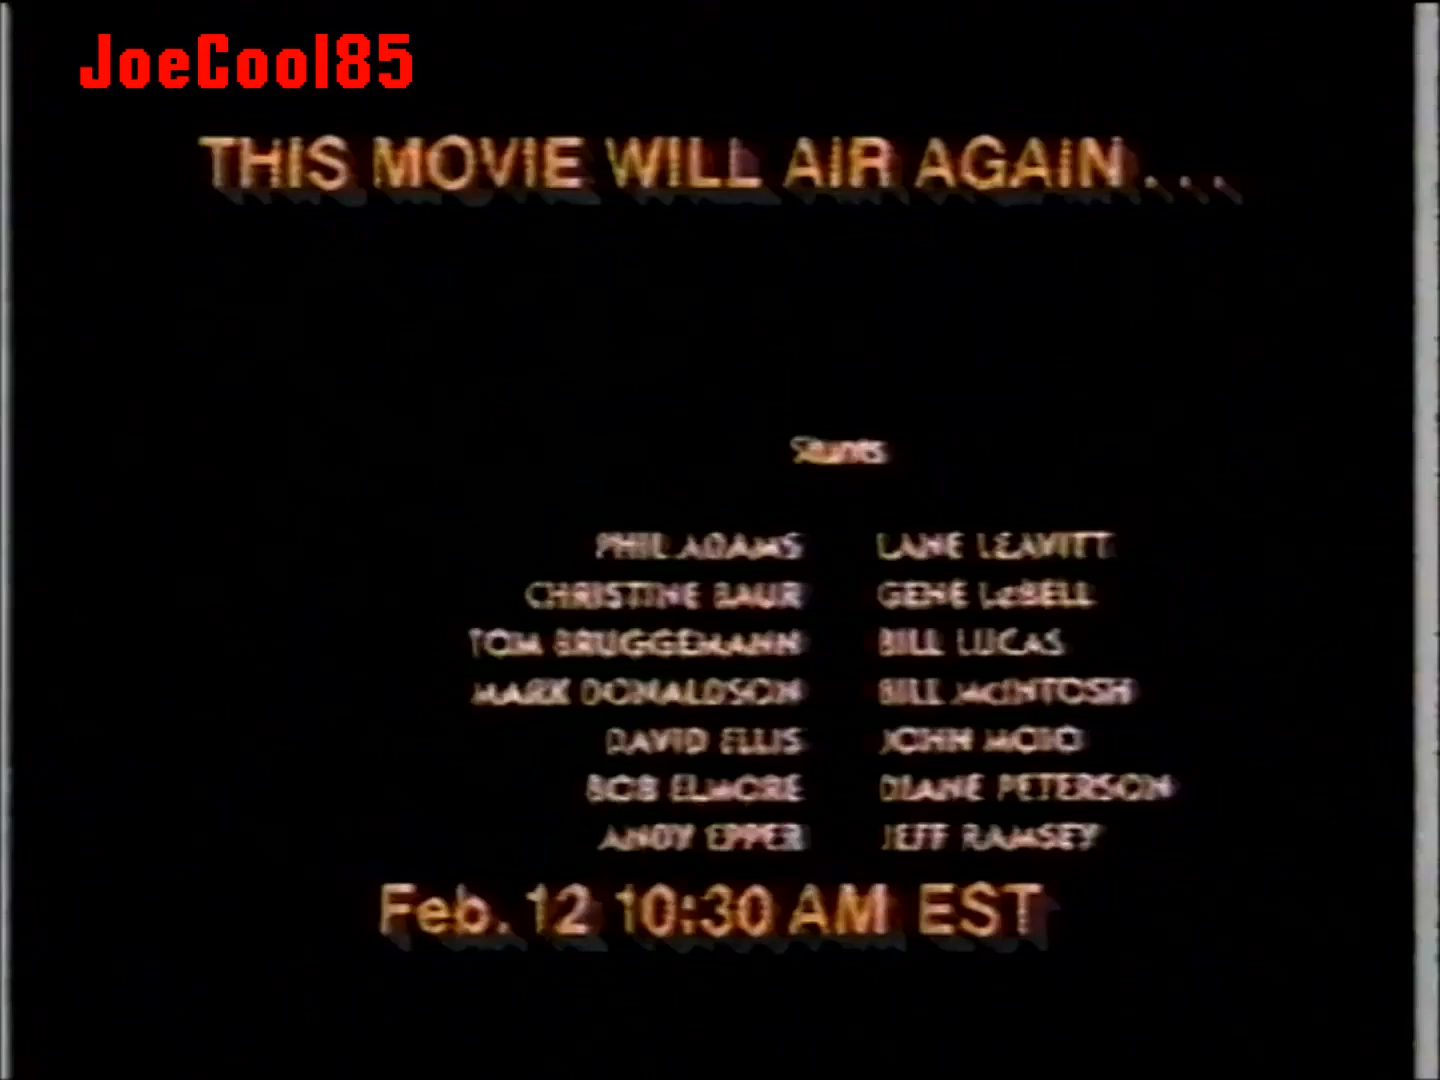 JoeCool85
THIS MOVIE WILL AIR AGAIN...
Stunts
PHIL ADAMS LANE LEAVITT
CHRISTINE BAUR GENE LeBELL
TOM BRUGGEMANN BILL LUCAS
MARK DONALDSON BILL McINTOSH
DAVID ELLIS JOHN MOIO
BOB ELMORE DIANE PETERSON
ANDY EPPER JEFF RAMSEY
Feb. 12 10:30 AM EST